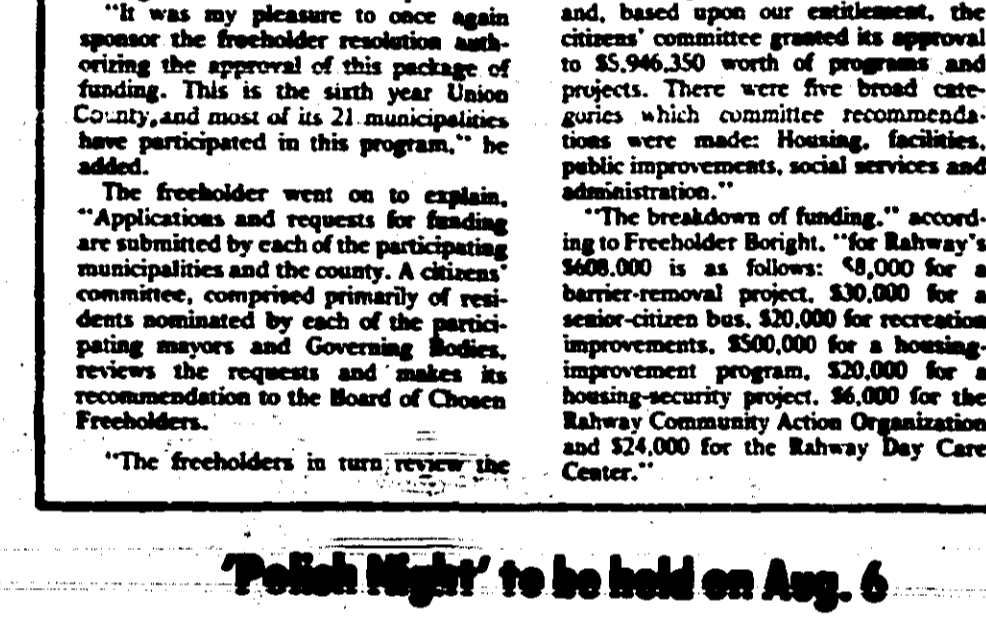 "It was my pleasure to once again
sponsor the freeholder resolution auth-
orizing the approval of this package of
funding. This is the sixth year Union
County, and most of its 21 municipalities
have participated in this program," he
added.
The freeholder went on to explain,
"Applications and requests for funding
are submitted by each of the participating
municipalities and the county. A citizens'
committee, comprised primarily of resi-
dents nominated by each of the partici-
pating mayors and Governing Bodies,
reviews the requests and makes its
recommendation to the Board of Chosen
Freeholders.
"The freeholders in turn review the
and, based upon our entitlement, the
citizens' committee granted its approval
to $5,946,350 worth of programs and
projects. There were five broad cate-
gories which committee recommenda-
tions were made: Housing, facilities,
public improvements, social services and
administration."
"The breakdown of funding," accord-
ing to Freeholder Boright, "for Rahway's
$608,000 is as follows: $8,000 for a
barrier-removal project, $30,000 for a
senior-citizen bus, $20,000 for recreation
improvements, $500,000 for a housing-
improvement program, $20,000 for a
housing-security project, $6,000 for the
Rahway Community Action Organization
and $24,000 for the Rahway Day Care
Center."
'Polish Night' to be held on Aug. 6